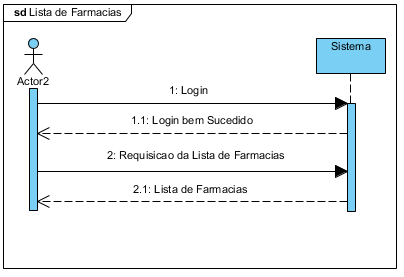 sd Lista de Farmacias
Sistema
Actor2
1: Login
1.1: Login bem Sucedido
2: Requisicao da Lista de Farmacias
2.1: Lista de Farmacias